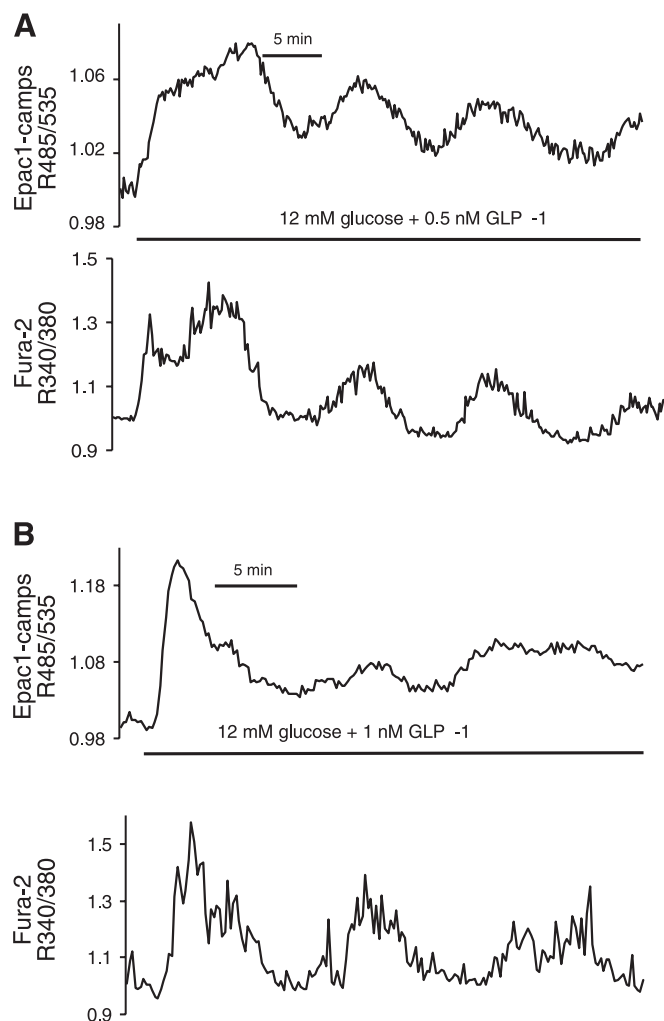 A
5 min
Epac1-camps
R485/535
1.06
1.02
0.98
12 mM glucose + 0.5 nM GLP -1
Fura-2
R340/380
1.5
1.3
1.1
0.9
B
5 min
Epac1-camps
R485/535
1.18
1.08
0.98
12 mM glucose + 1 nM GLP -1
Fura-2
R340/380
1.5
1.3
1.1
0.9